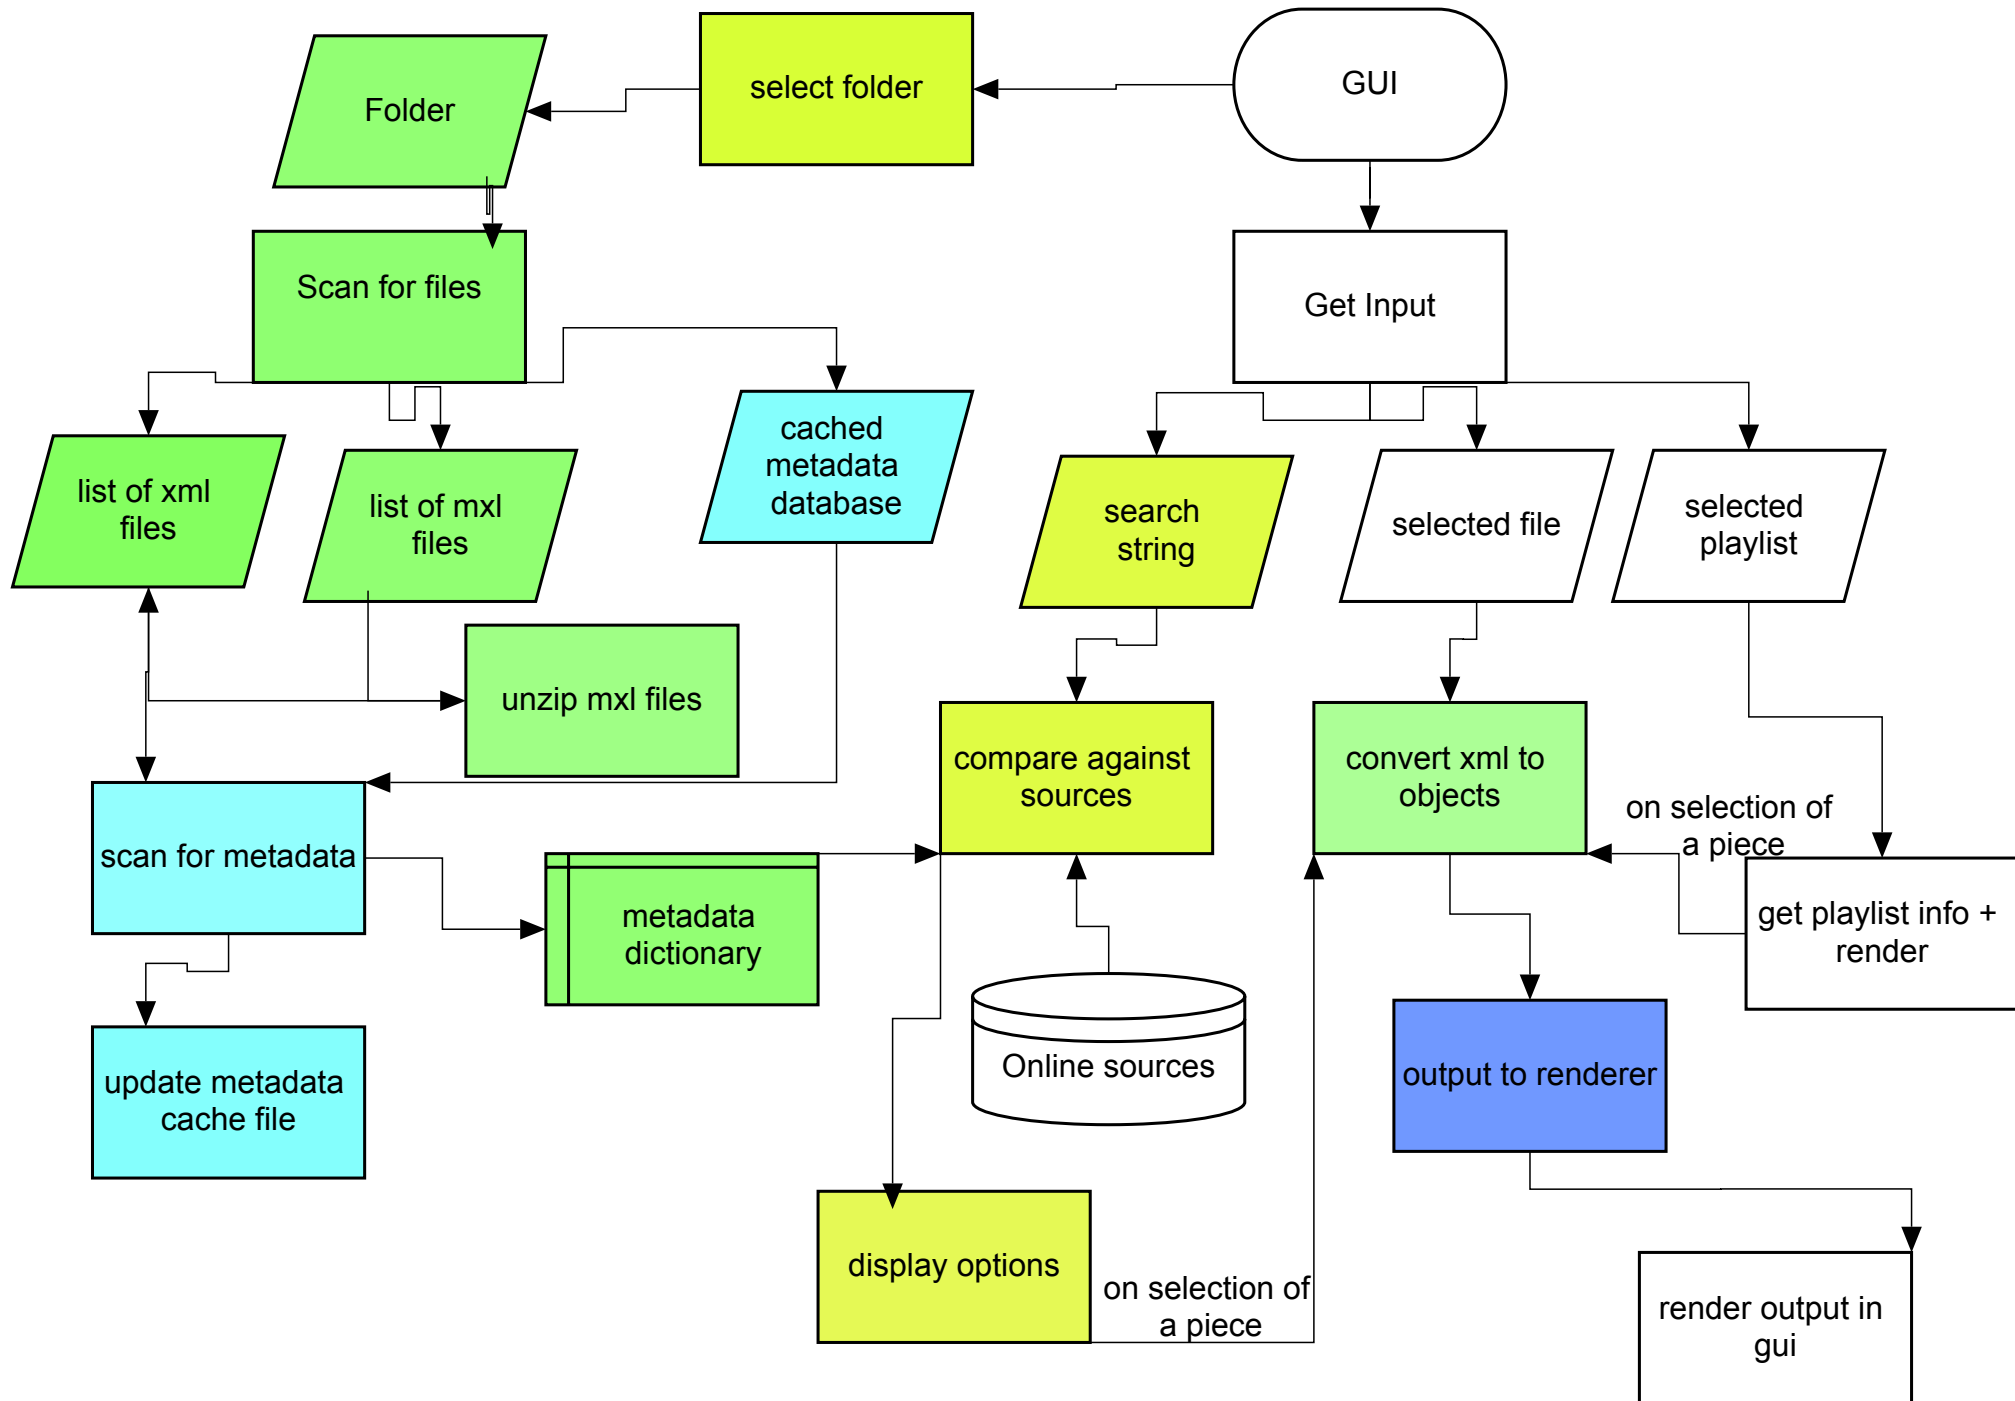 GUI
select folder
Folder
Scan for files
Get Input
cached
metadata
database
list of xml
files
list of mxl
files
search
string
selected file
selected
playlist
unzip mxl files
compare against
sources
convert xml to
objects
on selection of
a piece
scan for metadata
metadata
dictionary
get playlist info +
render
Online sources
output to renderer
update metadata
cache file
display options
on selection of
a piece
render output in
gui